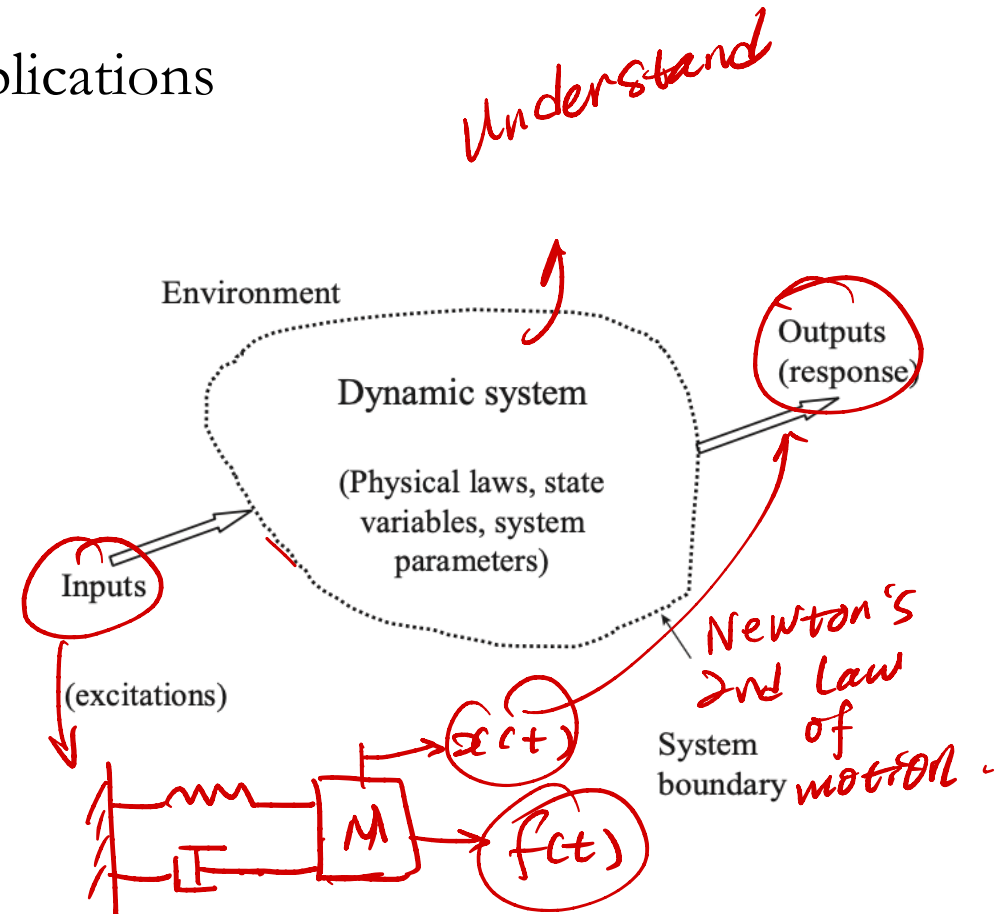 plications
Understand
Environment
Outputs
(response)
Dynamic system
(Physical laws, state
variables, system
parameters)
Inputs
(excitations)
Newton's
2nd Law
of
motion.
System
boundary
x(t)
M
f(t)